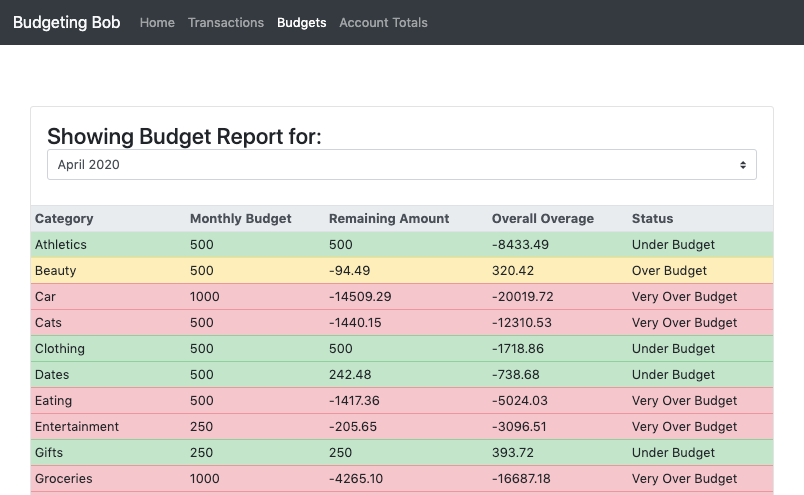 Budgeting Bob Home Transactions Budgets Account Totals
Showing Budget Report for:
April 2020
Category Monthly Budget Remaining Amount Overall Overage Status
Athletics 500 500 -8433.49 Under Budget
Beauty 500 -94.49 320.42 Over Budget
Car 1000 -14509.29 -20019.72 Very Over Budget
Cats 500 -1440.15 -12310.53 Very Over Budget
Clothing 500 500 -1718.86 Under Budget
Dates 500 242.48 -738.68 Under Budget
Eating 500 -1417.36 -5024.03 Very Over Budget
Entertainment 250 -205.65 -3096.51 Very Over Budget
Gifts 250 250 393.72 Under Budget
Groceries 1000 -4265.10 -16687.18 Very Over Budget